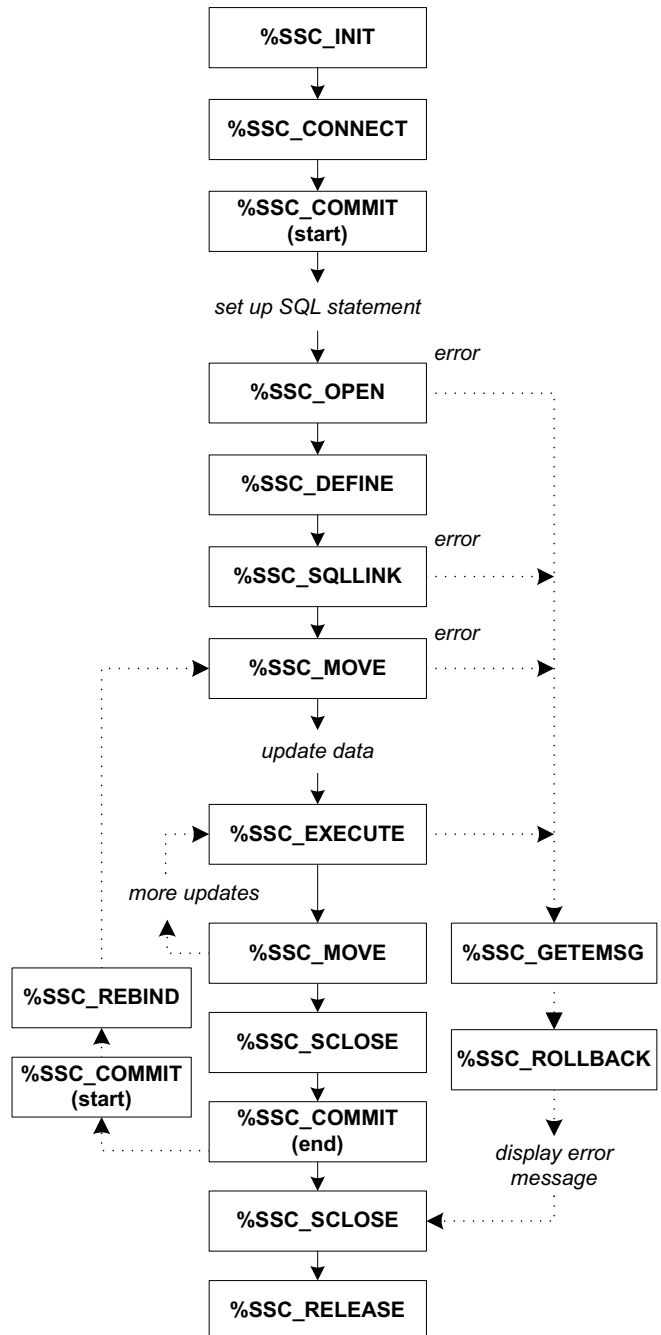 %SSC_INIT
%SSC_CONNECT
%SSC_COMMIT
(start)
set up SQL statement
error
%SSC_OPEN
%SSC_DEFINE
error
%SSC_SQLLINK
error
%SSC_MOVE
update data
%SSC_EXECUTE
more updates
%SSC_MOVE
%SSC_GETEMSG
%SSC_REBIND
%SSC_SCLOSE
%SSC_ROLLBACK
%SSC_COMMIT
(start)
%SSC_COMMIT
(end)
display error
message
%SSC_SCLOSE
%SSC_RELEASE